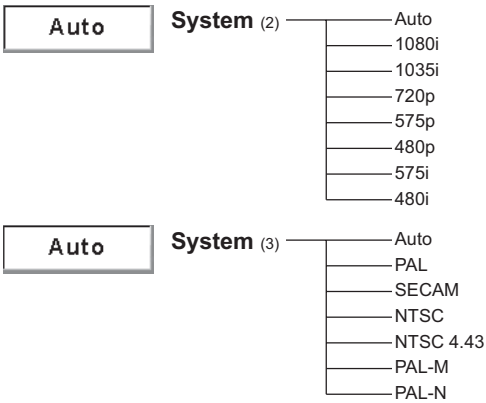 Auto System (2) Auto
1080i
1035i
720p
575p
480p
575i
480i
Auto System (3) Auto
PAL
SECAM
NTSC
NTSC 4.43
PAL-M
PAL-N